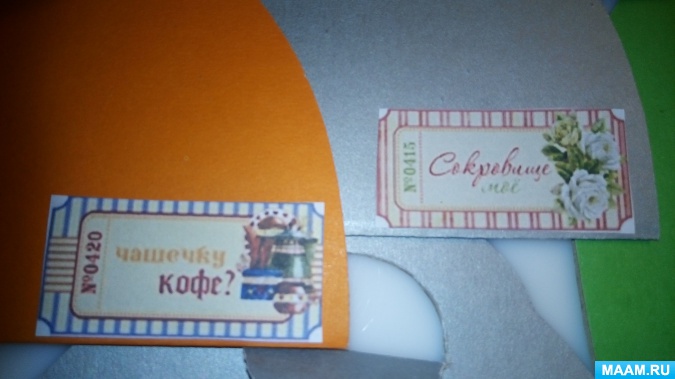 №0415
Сокровище
моё
№0420
чашечку
кофе?
MAAM.RU